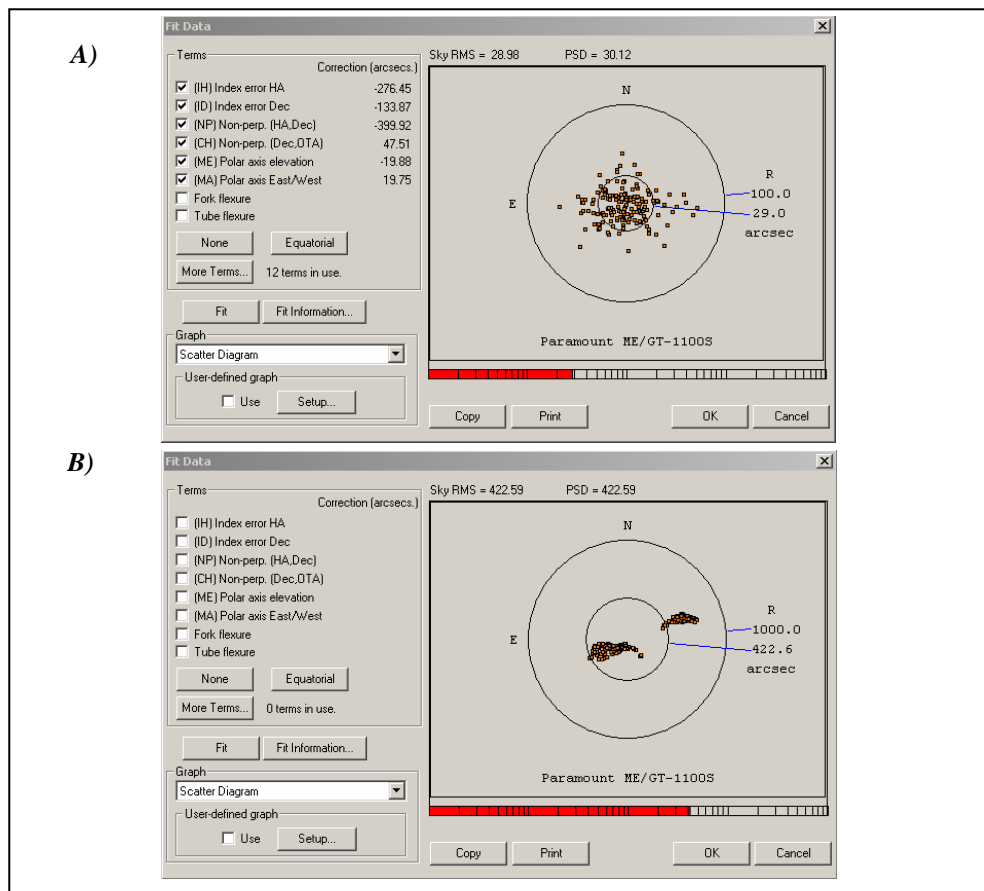 A)
Fit Data
Terms
Correction (arcsecs.)
(IH) Index error HA -276.45
(ID) Index error Dec -133.87
(NP) Non-perp. (HA,Dec) -399.92
(CH) Non-perp. (Dec,OTA) 47.51
(ME) Polar axis elevation -19.88
(MA) Polar axis East/West 19.75
Fork flexure
Tube flexure
None Equatorial
More Terms... 12 terms in use.
Fit Fit Information...
Graph
Scatter Diagram
User-defined graph
Use Setup...
Sky RMS = 28.98 PSD = 30.12
N
E
R
100.0
29.0
arcsec
Paramount ME/GT-1100S
Copy Print OK Cancel
B)
Fit Data
Terms
Correction (arcsecs.)
(IH) Index error HA
(ID) Index error Dec
(NP) Non-perp. (HA,Dec)
(CH) Non-perp. (Dec,OTA)
(ME) Polar axis elevation
(MA) Polar axis East/West
Fork flexure
Tube flexure
None Equatorial
More Terms... 0 terms in use.
Fit Fit Information...
Graph
Scatter Diagram
User-defined graph
Use Setup...
Sky RMS = 422.59 PSD = 422.59
N
E
R
1000.0
422.6
arcsec
Paramount ME/GT-1100S
Copy Print OK Cancel